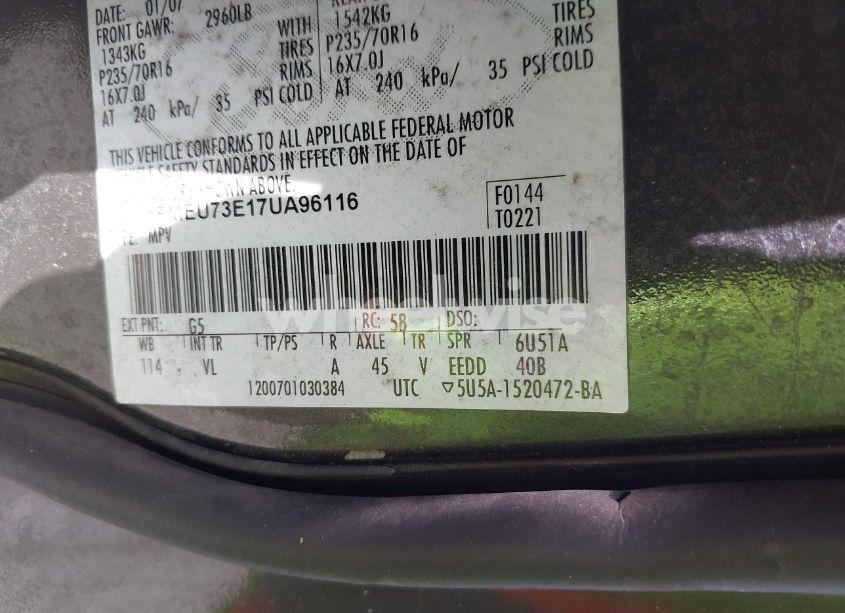 DATE: 01/07
FRONT GAWR: 2960LB
1343KG WITH
P235/70R16 TIRES
16X7.0J RIMS
AT 240 kPa/ 35 PSI COLD
1542KG
P235/70R16 TIRES
16X7.0J RIMS
AT 240 kPa/ 35 PSI COLD
THIS VEHICLE CONFORMS TO ALL APPLICABLE FEDERAL MOTOR
SAFETY STANDARDS IN EFFECT ON THE DATE OF
ABOVE.
EU73E17UA96116
F0144
T0221
MPV
wheelwise
EXT PNT: G5 RC: 58 DSO:
WB INT TR TP/PS R AXLE TR SPR 6U51A
114 VL A 45 V EEDD 40B
1200701030384 UTC ▽5U5A-1520472-BA